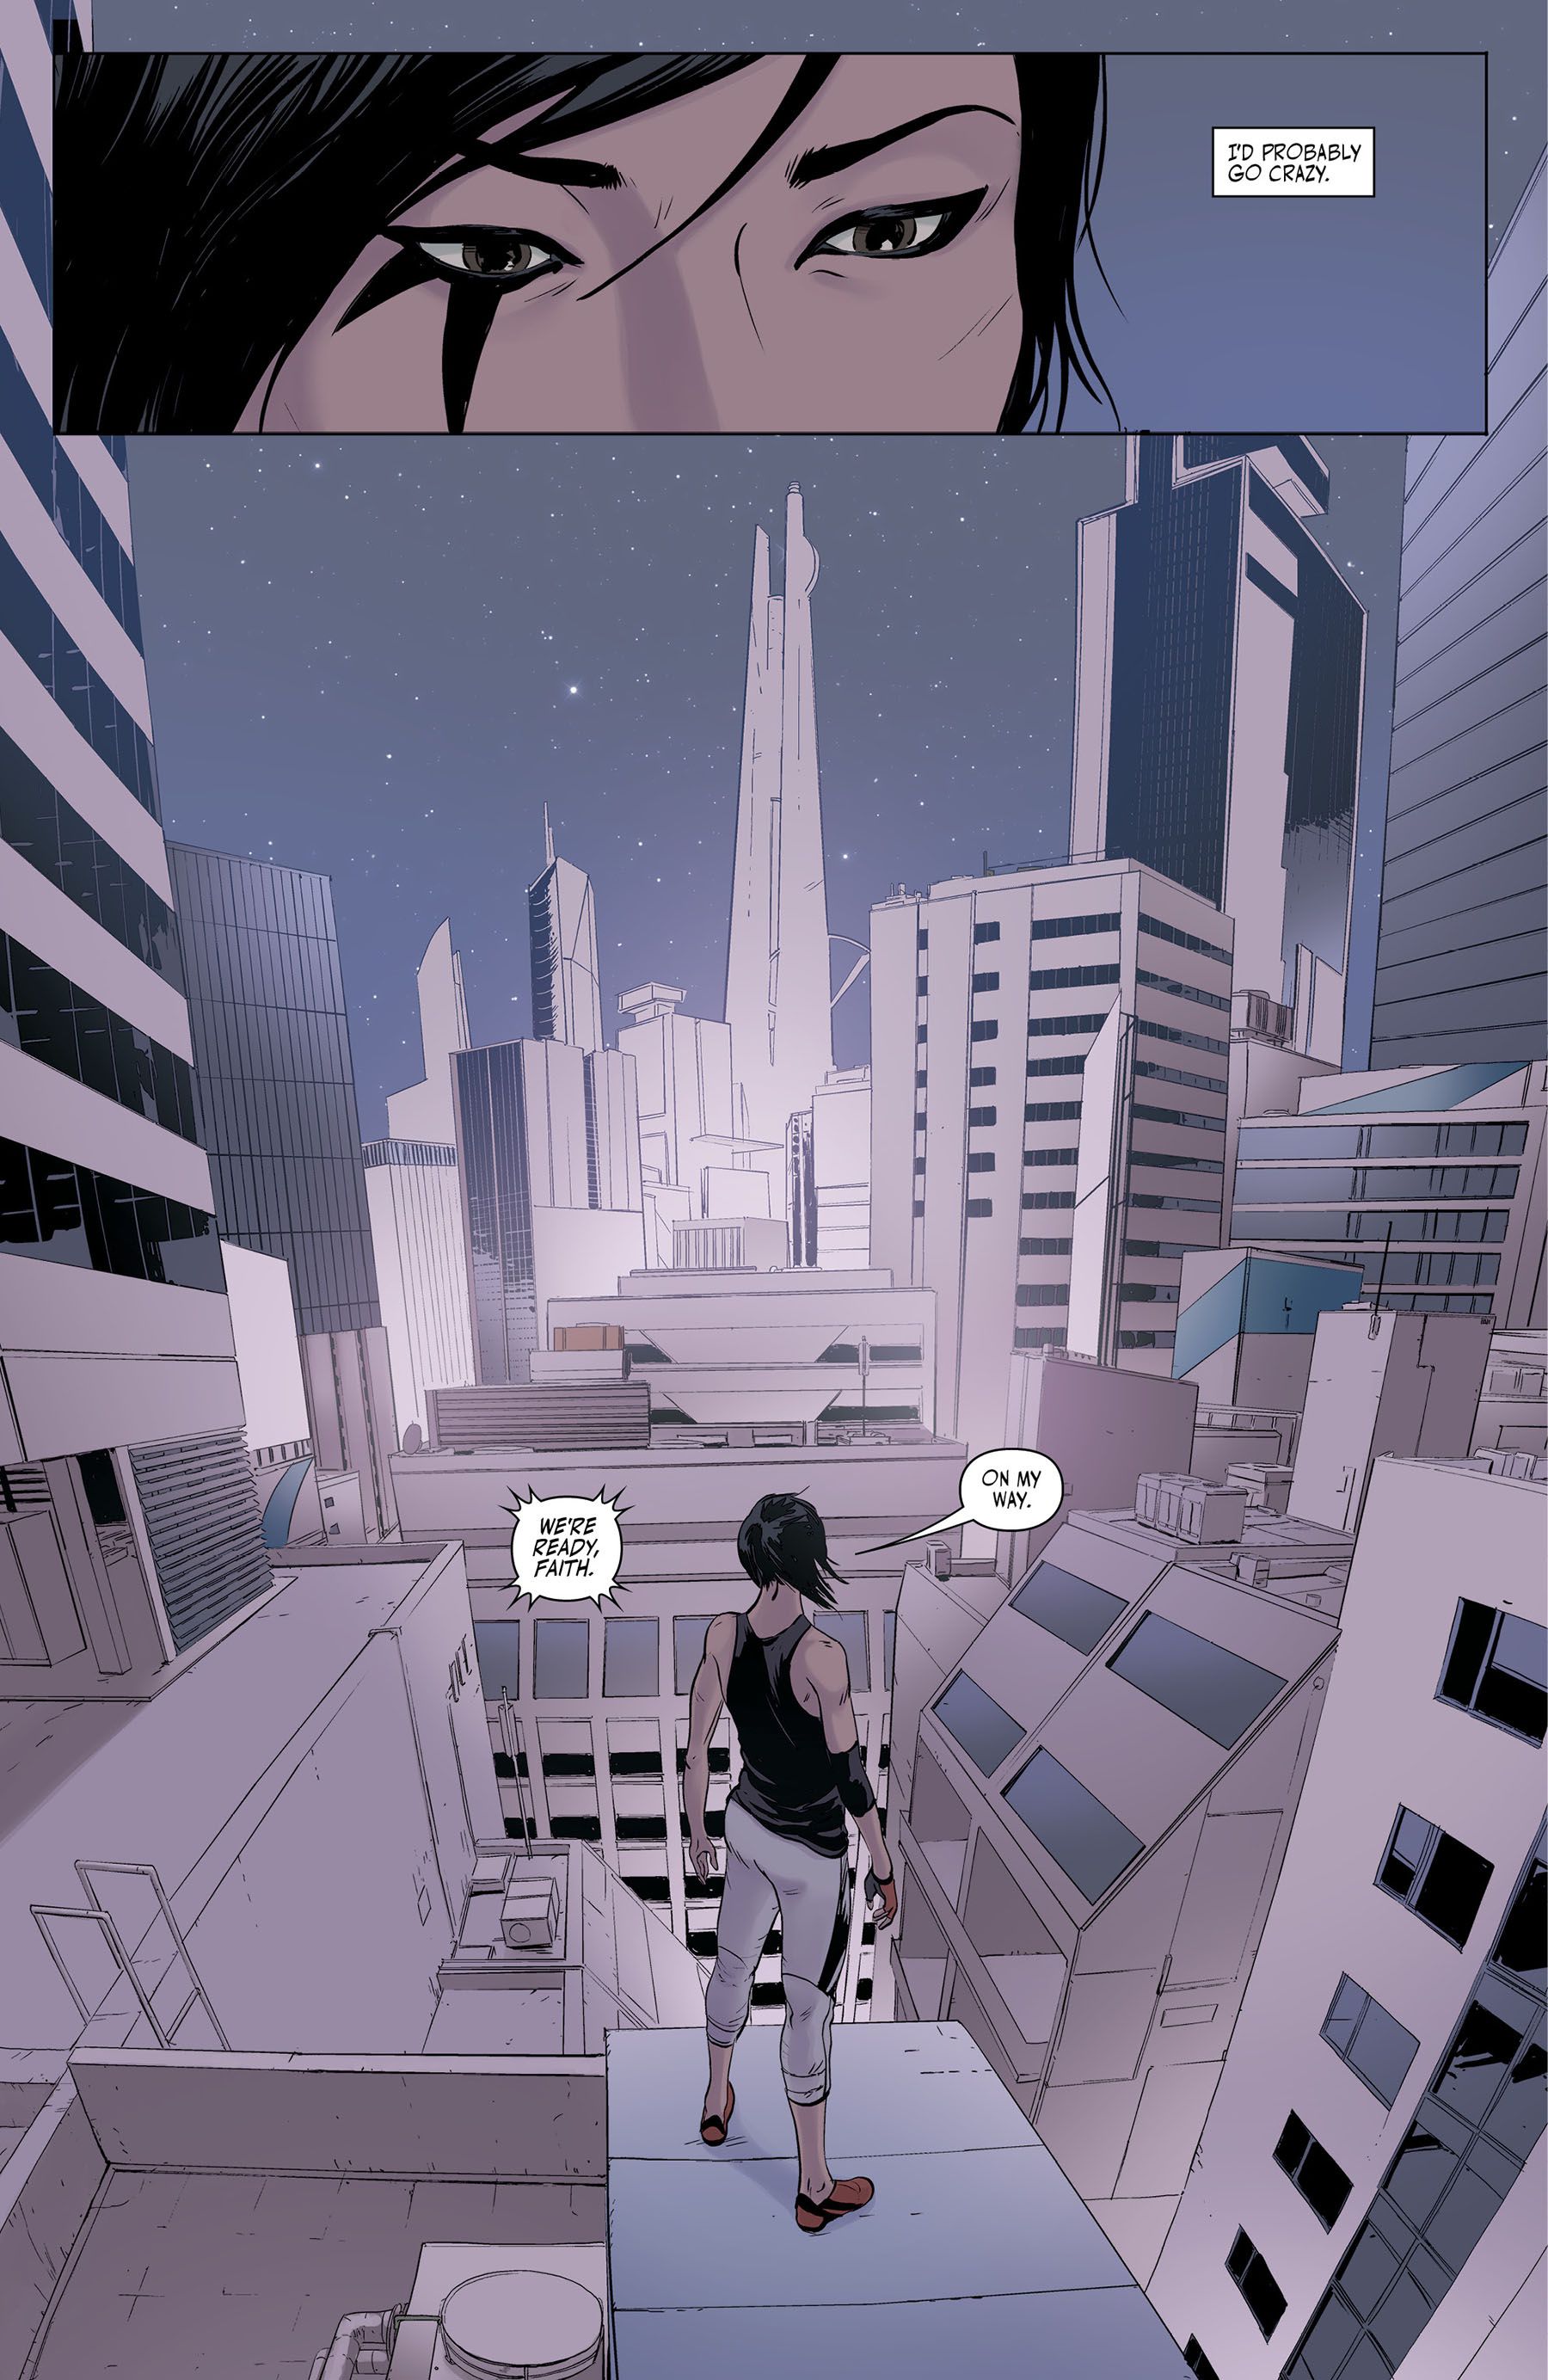 I'D PROBABLY
GO CRAZY.
WE'RE
READY,
FAITH.
ON MY
WAY.